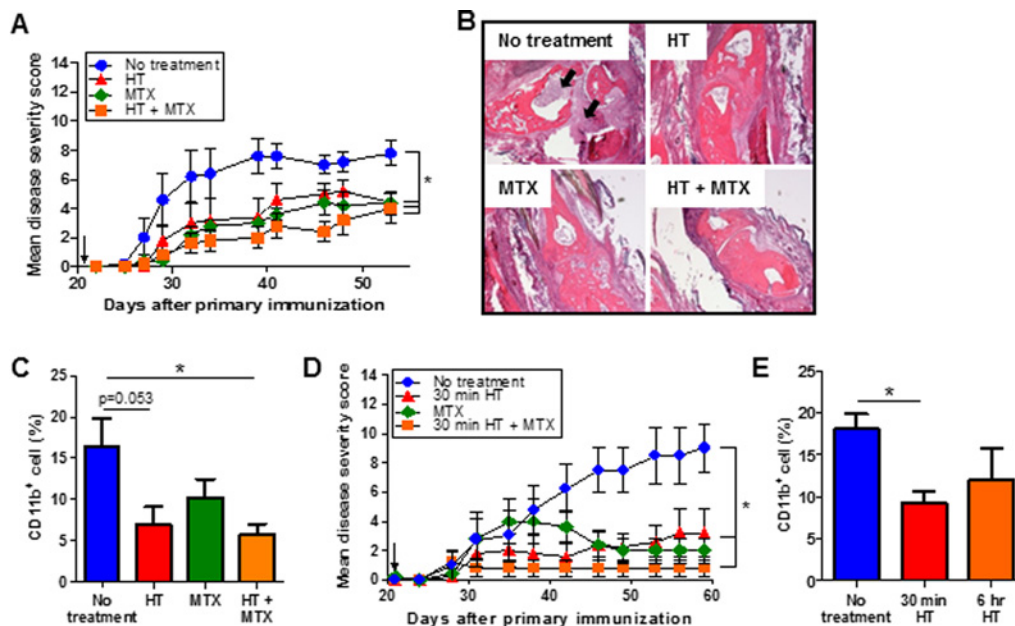 A
Mean disease severity score
14
12
10
8
6
4
2
0
No treatment
HT
MTX
HT + MTX
*
20
30
40
50
Days after primary immunization
B
No treatment
HT
MTX
HT + MTX
C
CD11b+ cell (%)
25
20
15
10
5
0
*
p=0.053
No treatment
HT
MTX
HT + MTX
D
Mean disease severity score
14
12
10
8
6
4
2
0
No treatment
30 min HT
MTX
30 min HT + MTX
*
20
30
40
50
60
Days after primary immunization
E
CD11b+ cell (%)
25
20
15
10
5
0
*
No treatment
30 min HT
6 hr HT